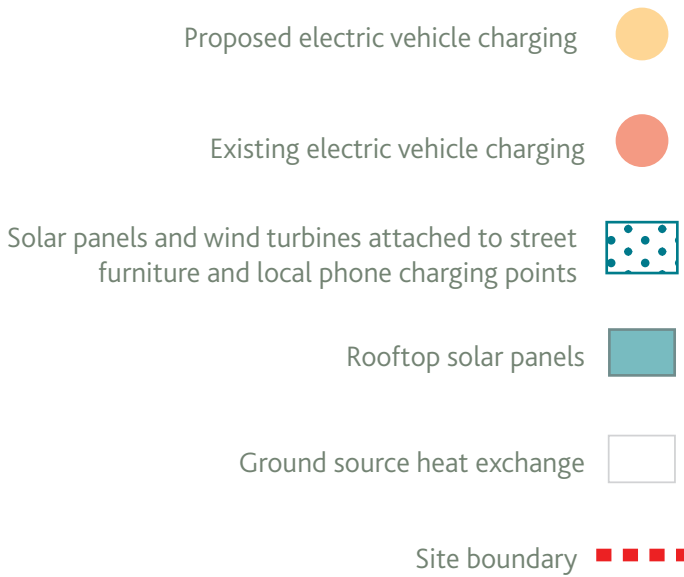 Proposed electric vehicle charging
Existing electric vehicle charging
Solar panels and wind turbines attached to street
furniture and local phone charging points
Rooftop solar panels
Ground source heat exchange
Site boundary